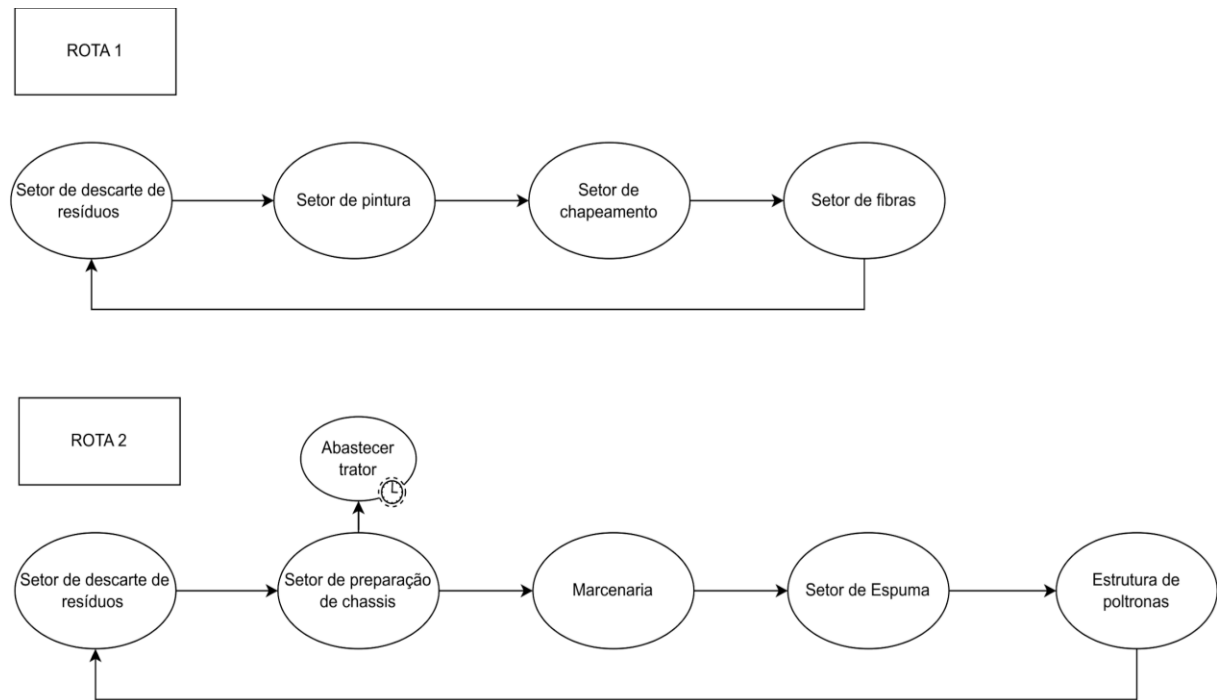 ROTA 1
Setor de descarte de
resíduos
Setor de pintura
Setor de
chapeamento
Setor de fibras
ROTA 2
Abastecer
trator
Setor de descarte de
resíduos
Setor de preparação
de chassis
Marcenaria
Setor de Espuma
Estrutura de
poltronas